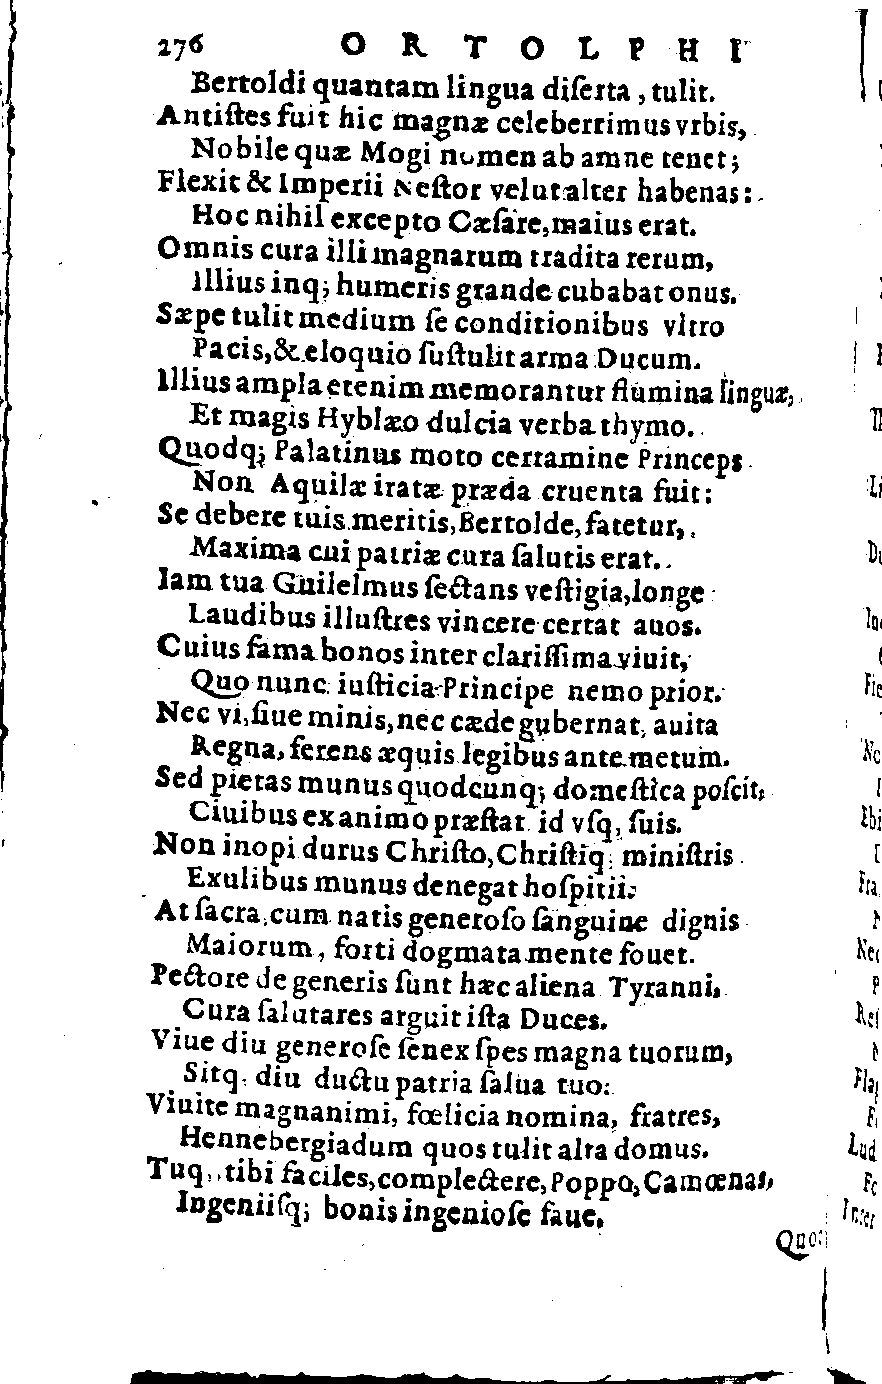 276 ORTOLPHI
Bertoldi quantam lingua diſerta, tulit.
Antiſtes fuit hic magnæ celeberrimus vrbis,
Nobile quæ Mogi nomen ab amne tenet;
Flexit & Imperii Neſtor velut alter habenas:
Hoc nihil excepto Cæſare, maius erat.
Omnis cura illi magnarum tradita rerum,
Illius inq; humeris grande cubabat onus.
Sæpe tulit medium ſe conditionibus vltro
Pacis, & eloquio ſuſtulit arma Ducum.
Illius ampla etenim memorantur flumina linguæ,
Et magis Hyblæo dulcia verba thymo.
Quodq; Palatinus moto certamine Princeps
Non Aquilæ iratæ præda cruenta fuit:
Se debere tuis meritis, Bertolde, fatetur,
Maxima cui patriæ cura ſalutis erat.
Iam tua Guilelmus ſectans veſtigia, longe
Laudibus illuſtres vincere certat auos.
Cuius fama bonos inter clariſſima viuit,
Quo nunc iuſticia Principe nemo prior.
Nec vi, ſiue minis, nec cæde gubernat, auita
Regna, ferens æquis legibus ante metum.
Sed pietas munus quodcunq; domeſtica poſcit,
Ciuibus ex animo præſtat id vſq, ſuis.
Non inopi durus Chriſto, Chriſtiq; miniſtris
Exulibus munus denegat hoſpitii:
At ſacra, cum natis generoſo ſanguine dignis
Maiorum, forti dogmata mente fouet.
Pectore degeneris ſunt hæc aliena Tyranni,
Cura ſalutares arguit iſta Duces.
Viue diu generoſe ſenex ſpes magna tuorum,
Sitq; diu ductu patria ſalua tuo:
Viuite magnanimi, fœlicia nomina, fratres,
Hennebergiadum quos tulit alta domus.
Tuq, tibi faciles, complectere, Poppo, Camœnas,
Ingeniiſq; bonis ingenioſe faue.
Quo: